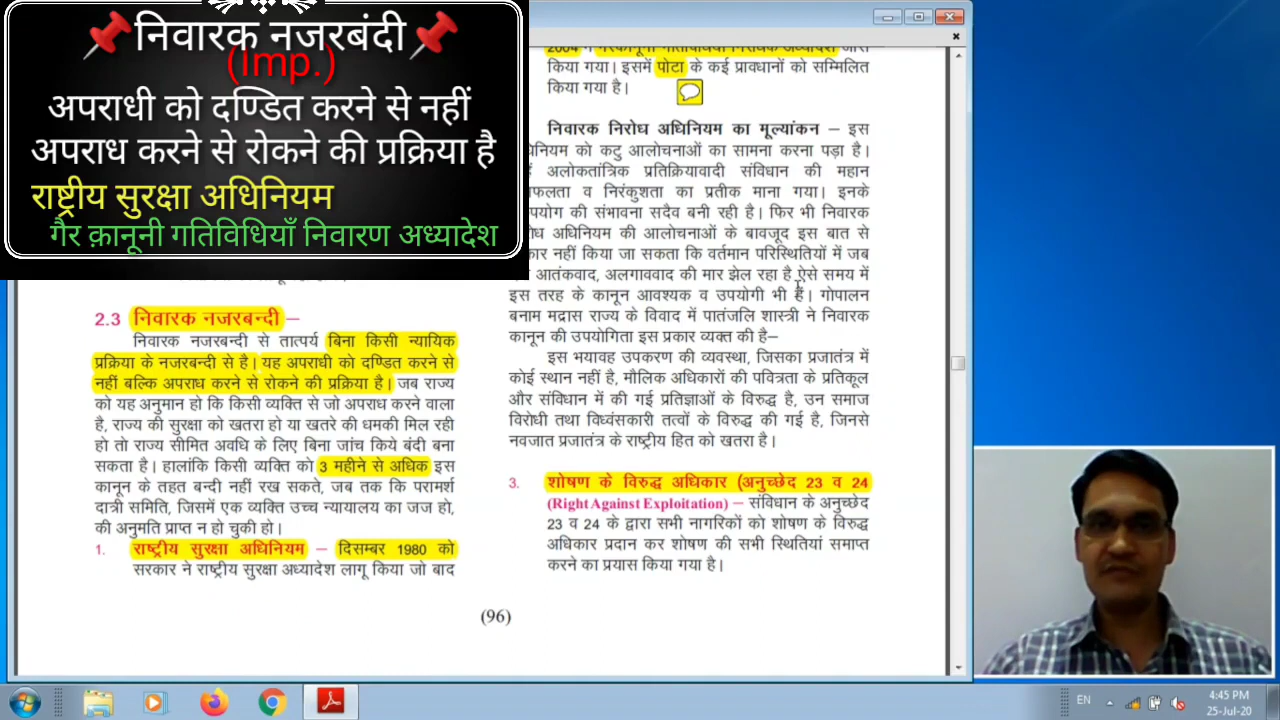 निवारक नजरबंदी
(Imp.)
अपराधी को दण्डित करने से नहीं
अपराध करने से रोकने की प्रक्रिया है
राष्ट्रीय सुरक्षा अधिनियम
गैर क़ानूनी गतिविधियाँ निवारण अध्यादेश
2.3 निवारक नजरबन्दी –
निवारक नजरबन्दी से तात्पर्य बिना किसी न्यायिक
प्रक्रिया के नजरबन्दी से है। यह अपराधी को दण्डित करने से
नहीं बल्कि अपराध करने से रोकने की प्रक्रिया है। जब राज्य
को यह अनुमान हो कि किसी व्यक्ति से जो अपराध करने वाला
है, राज्य की सुरक्षा को खतरा हो या खतरे की धमकी मिल रही
हो तो राज्य सीमित अवधि के लिए बिना जांच किये बंदी बना
सकता है। हालांकि किसी व्यक्ति को 3 महीने से अधिक इस
कानून के तहत बन्दी नहीं रख सकते, जब तक कि परामर्श
दात्री समिति, जिसमें एक व्यक्ति उच्च न्यायालय का जज हो,
की अनुमति प्राप्त न हो चुकी हो।
1. राष्ट्रीय सुरक्षा अधिनियम – दिसम्बर 1980 को
सरकार ने राष्ट्रीय सुरक्षा अध्यादेश लागू किया जो बाद
किया गया। इसमें पोटा के कई प्रावधानों को सम्मिलित
किया गया है।
निवारक निरोध अधिनियम का मूल्यांकन – इस
को कटु आलोचनाओं का सामना करना पड़ा है।
अलोकतांत्रिक प्रतिक्रियावादी संविधान की महान
व निरंकुशता का प्रतीक माना गया। इनके
की संभावना सदैव बनी रही है। फिर भी निवारक
अधिनियम की आलोचनाओं के बावजूद इस बात से
नहीं किया जा सकता कि वर्तमान परिस्थितियों में जब
आतंकवाद, अलगाववाद की मार झेल रहा है ऐसे समय में
इस तरह के कानून आवश्यक व उपयोगी भी हैं। गोपालन
बनाम मद्रास राज्य के विवाद में पातंजलि शास्त्री ने निवारक
कानून की उपयोगिता इस प्रकार व्यक्त की है–
इस भयावह उपकरण की व्यवस्था, जिसका प्रजातंत्र में
कोई स्थान नहीं है, मौलिक अधिकारों की पवित्रता के प्रतिकूल
और संविधान में की गई प्रतिज्ञाओं के विरुद्ध है, उन समाज
विरोधी तथा विध्वंसकारी तत्वों के विरुद्ध की गई है, जिनसे
नवजात प्रजातंत्र के राष्ट्रीय हित को खतरा है।
3. शोषण के विरुद्ध अधिकार (अनुच्छेद 23 व 24
(Right Against Exploitation) – संविधान के अनुच्छेद
23 व 24 के द्वारा सभी नागरिकों को शोषण के विरुद्ध
अधिकार प्रदान कर शोषण की सभी स्थितियां समाप्त
करने का प्रयास किया गया है।
(96)
EN
4:45 PM
25-Jul-20